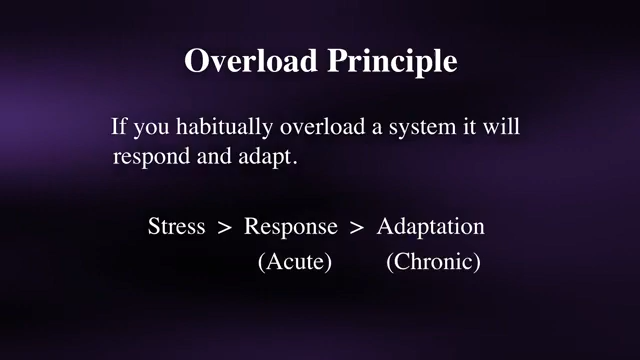 Overload Principle
If you habitually overload a system it will
respond and adapt.
Stress > Response > Adaptation
(Acute) (Chronic)